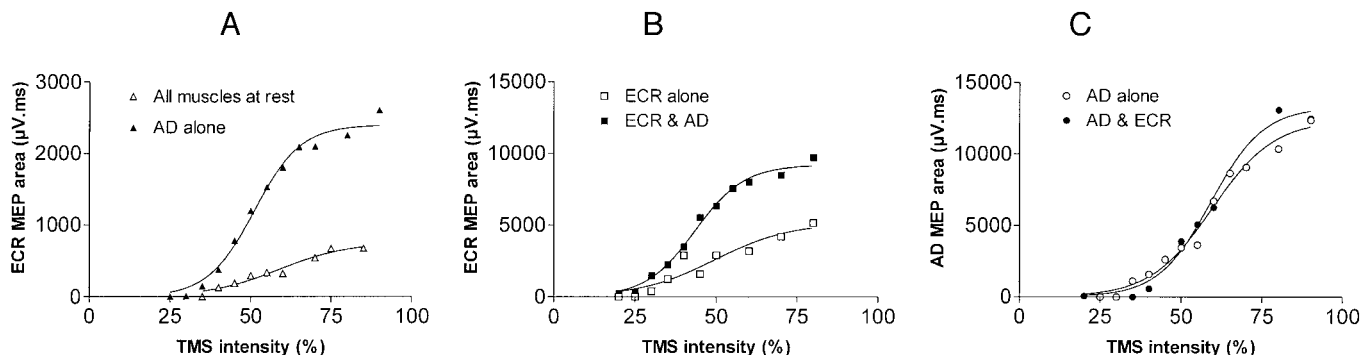 A
ECR MEP area (µV.ms)
3000
2000
1000
0
All muscles at rest
AD alone
0 25 50 75 100
TMS intensity (%)
B
ECR MEP area (µV.ms)
15000
10000
5000
0
ECR alone
ECR & AD
0 25 50 75 100
TMS intensity (%)
C
AD MEP area (µV.ms)
15000
10000
5000
0
AD alone
AD & ECR
0 25 50 75 100
TMS intensity (%)